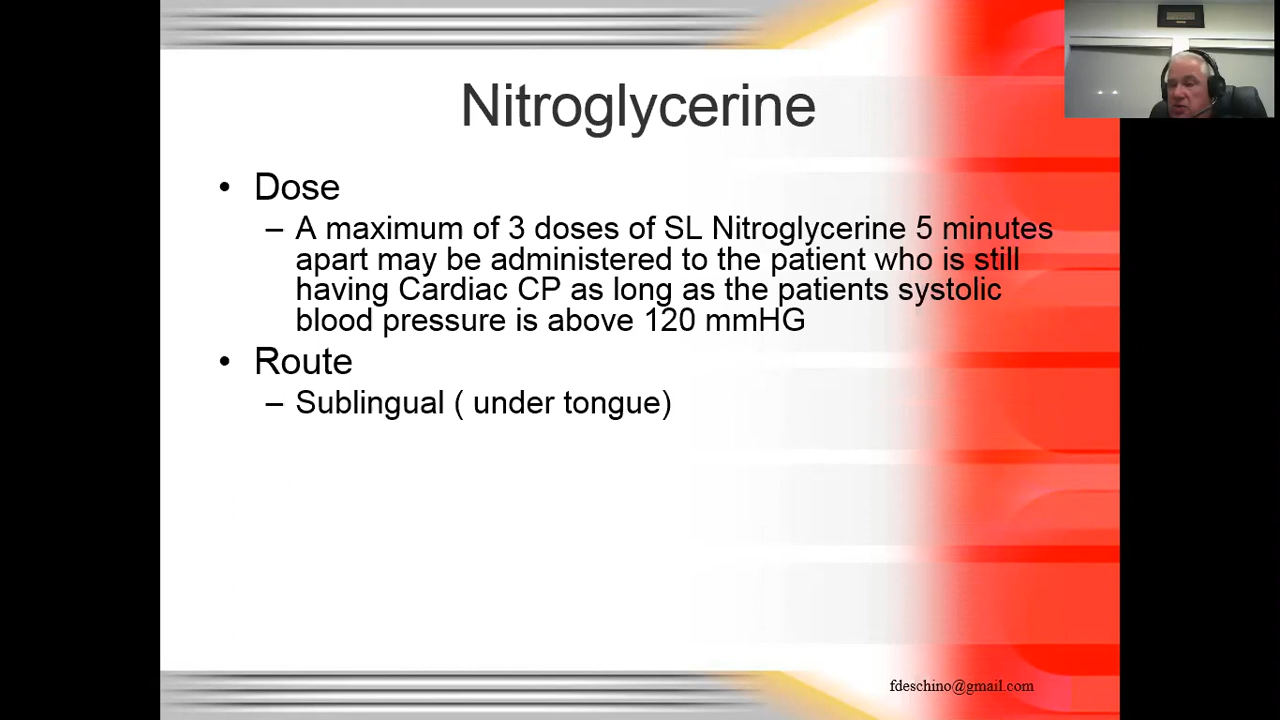 Nitroglycerine
• Dose
– A maximum of 3 doses of SL Nitroglycerine 5 minutes
apart may be administered to the patient who is still
having Cardiac CP as long as the patients systolic
blood pressure is above 120 mmHG
• Route
– Sublingual ( under tongue)
fdeschino@gmail.com